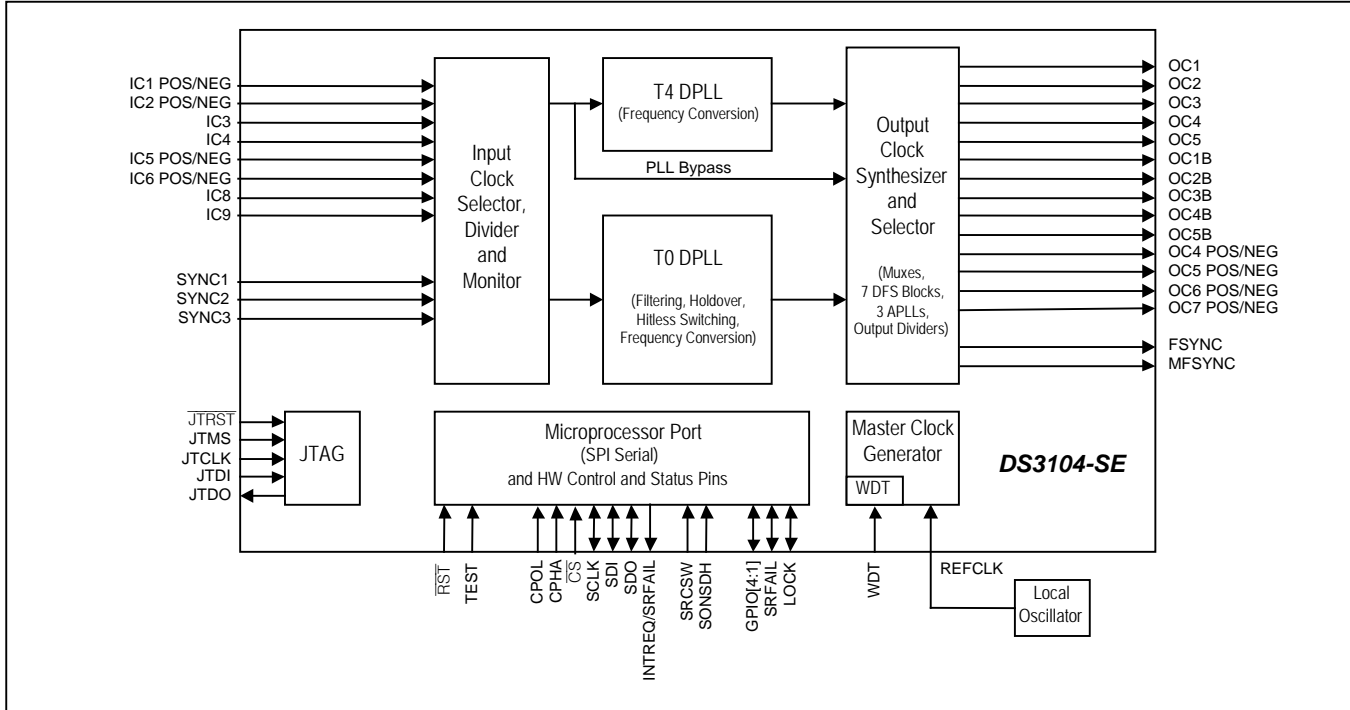 IC1 POS/NEG
IC2 POS/NEG
IC3
IC4
IC5 POS/NEG
IC6 POS/NEG
IC8
IC9
SYNC1
SYNC2
SYNC3
Input
Clock
Selector,
Divider
and
Monitor
T4 DPLL
(Frequency Conversion)
PLL Bypass
T0 DPLL
(Filtering, Holdover,
Hitless Switching,
Frequency Conversion)
Output
Clock
Synthesizer
and
Selector
(Muxes,
7 DFS Blocks,
3 APLLs,
Output Dividers)
OC1
OC2
OC3
OC4
OC5
OC1B
OC2B
OC3B
OC4B
OC5B
OC4 POS/NEG
OC5 POS/NEG
OC6 POS/NEG
OC7 POS/NEG
FSYNC
MFSYNC
JTRST
JTMS
JTCLK
JTDI
JTDO
JTAG
Microprocessor Port
(SPI Serial)
and HW Control and Status Pins
Master Clock
Generator
WDT
DS3104-SE
RST
TEST
CPOL
CPHA
CS
SCLK
SDI
SDO
INTREQ/SRFAIL
SRCSW
SONSDH
GPIO[4:1]
SRFAIL
LOCK
WDT
REFCLK
Local
Oscillator